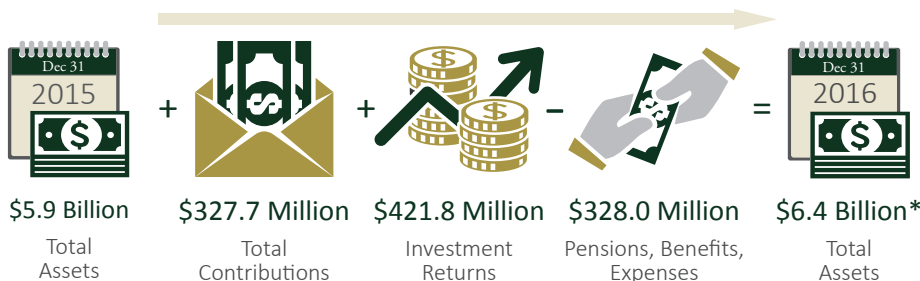 Dec 31
2015
$
+
$
+
$
$
−
$
=
Dec 31
2016
$
$5.9 Billion
Total
Assets
$327.7 Million
Total
Contributions
$421.8 Million
Investment
Returns
$328.0 Million
Pensions, Benefits,
Expenses
$6.4 Billion*
Total
Assets